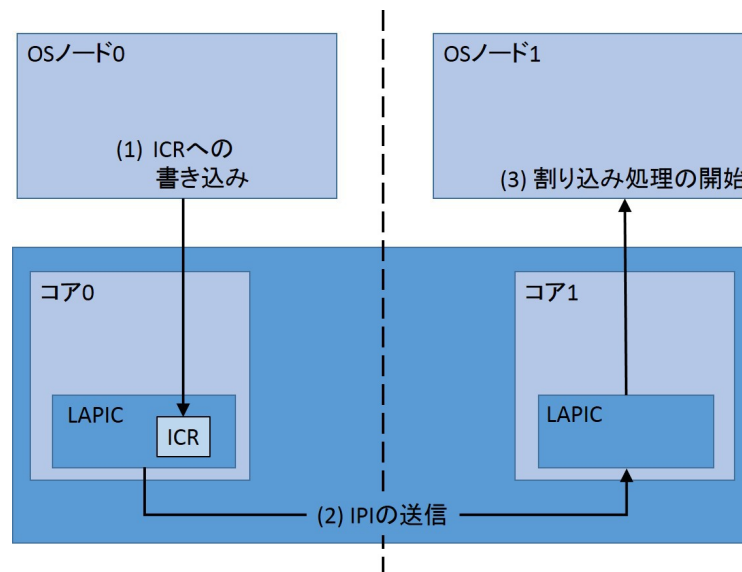 OSノード0
OSノード1
(1) ICRへの
書き込み
(3) 割り込み処理の開始
コア0
コア1
LAPIC
ICR
LAPIC
(2) IPIの送信